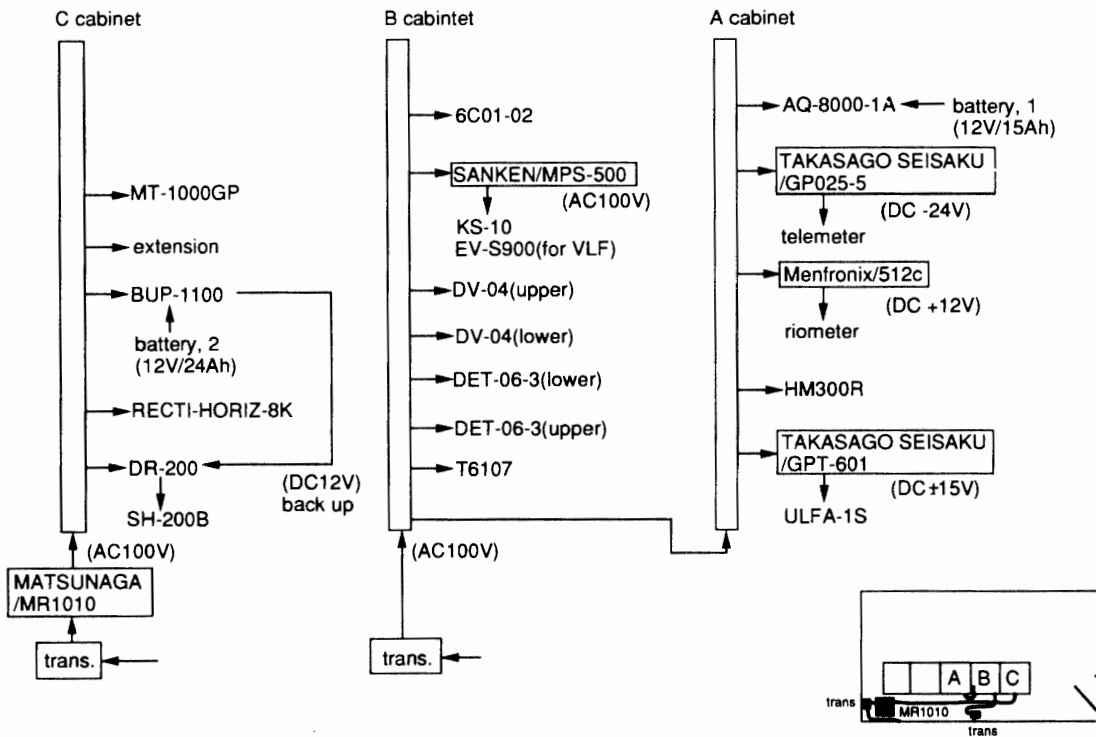 C cabinet
MT-1000GP
extension
BUP-1100
battery, 2
(12V/24Ah)
RECTI-HORIZ-8K
DR-200
(DC12V)
back up
SH-200B
(AC100V)
MATSUNAGA
/MR1010
trans.
B cabintet
6C01-02
SANKEN/MPS-500
(AC100V)
KS-10
EV-S900(for VLF)
DV-04(upper)
DV-04(lower)
DET-06-3(lower)
DET-06-3(upper)
T6107
(AC100V)
trans.
A cabinet
AQ-8000-1A
battery, 1
(12V/15Ah)
TAKASAGO SEISAKU
/GP025-5
(DC -24V)
telemeter
Menfronix/512c
(DC +12V)
riometer
HM300R
TAKASAGO SEISAKU
/GPT-601
(DC±15V)
ULFA-1S
A B C
trans
MR1010
trans